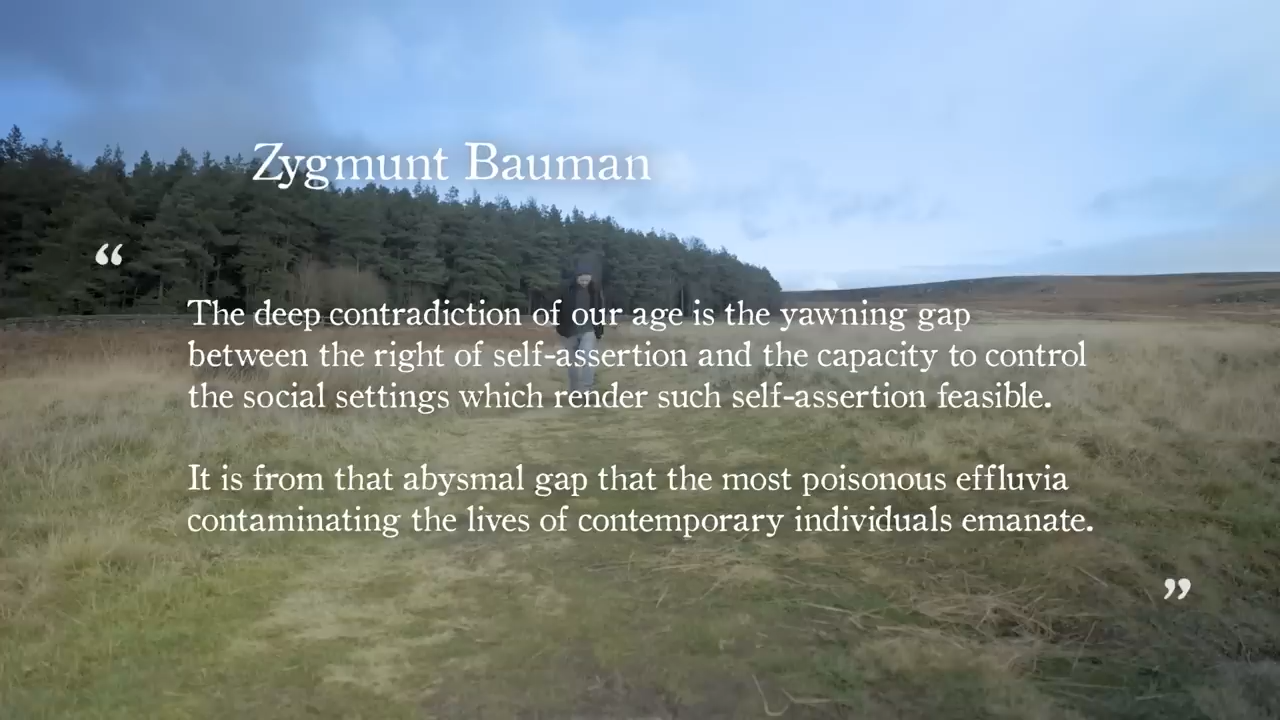 Zygmunt Bauman
“
The deep contradiction of our age is the yawning gap
between the right of self-assertion and the capacity to control
the social settings which render such self-assertion feasible.
It is from that abysmal gap that the most poisonous effluvia
contaminating the lives of contemporary individuals emanate.
”